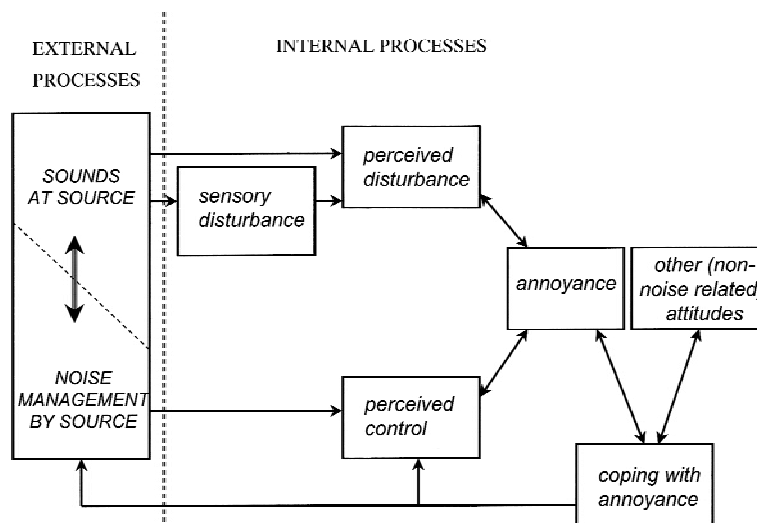 EXTERNAL
PROCESSES
INTERNAL PROCESSES
SOUNDS
AT SOURCE
sensory
disturbance
perceived
disturbance
annoyance
other (non-
noise related
attitudes
NOISE
MANAGEMENT
BY SOURCE
perceived
control
coping with
annoyance